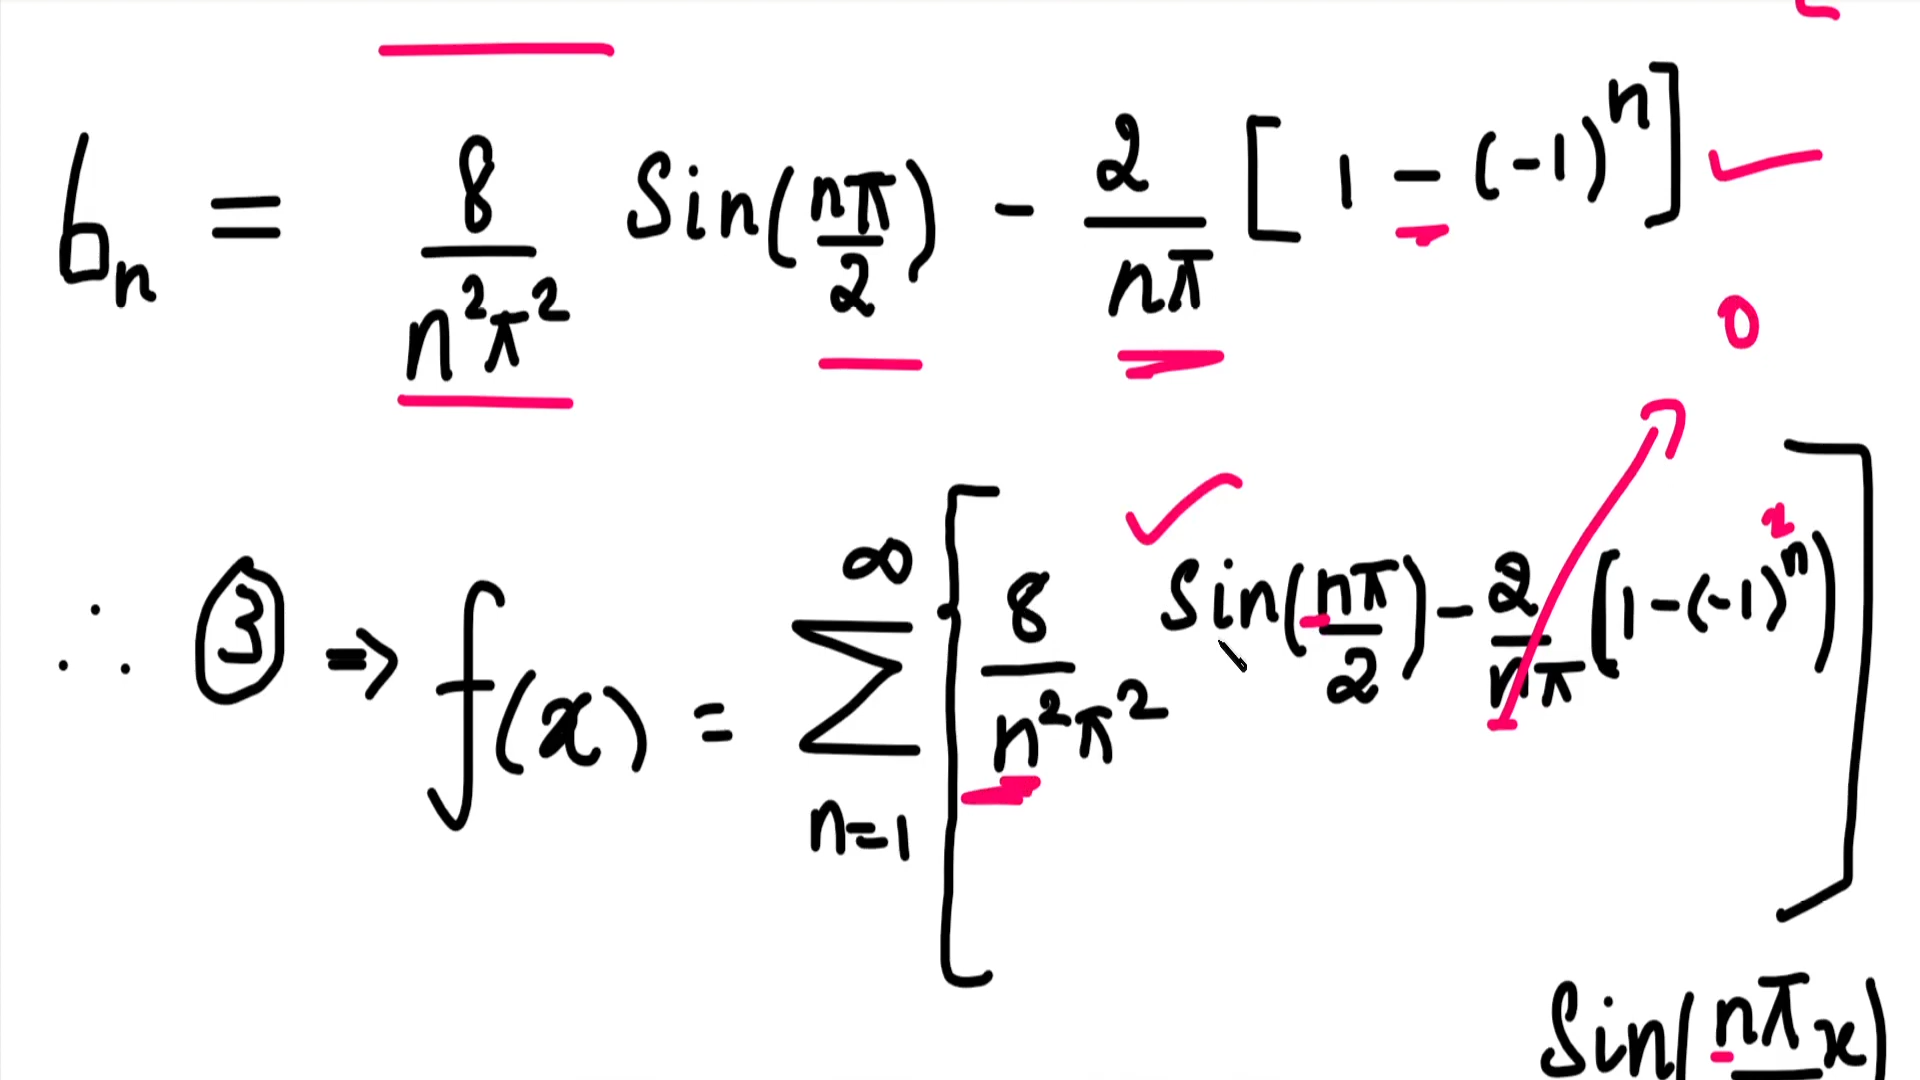 bₙ = 8/(n²π²) Sin(nπ/2) - 2/(nπ) [1 - (-1)ⁿ]
0
2
∴ ③ ⇒ f(x) = ∑_{n=1}^{∞} [8/(n²π²) Sin(nπ/2) - 2/(nπ) (1 - (-1)ⁿ)]
Sin(nπx)